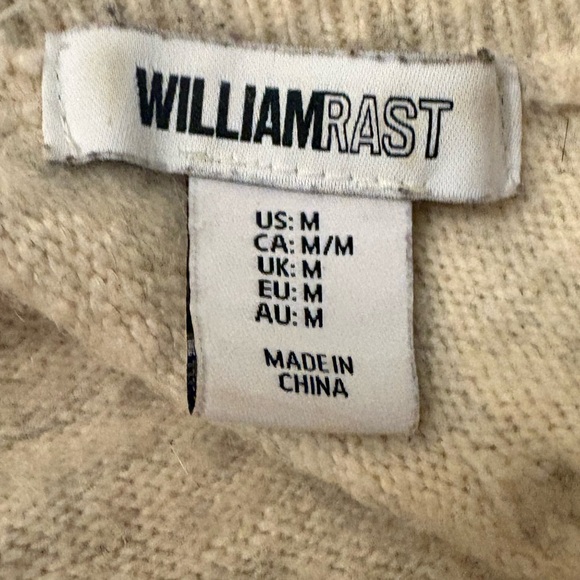 WILLIAMRAST
US: M
CA: M/M
UK: M
EU: M
AU: M
MADE IN
CHINA